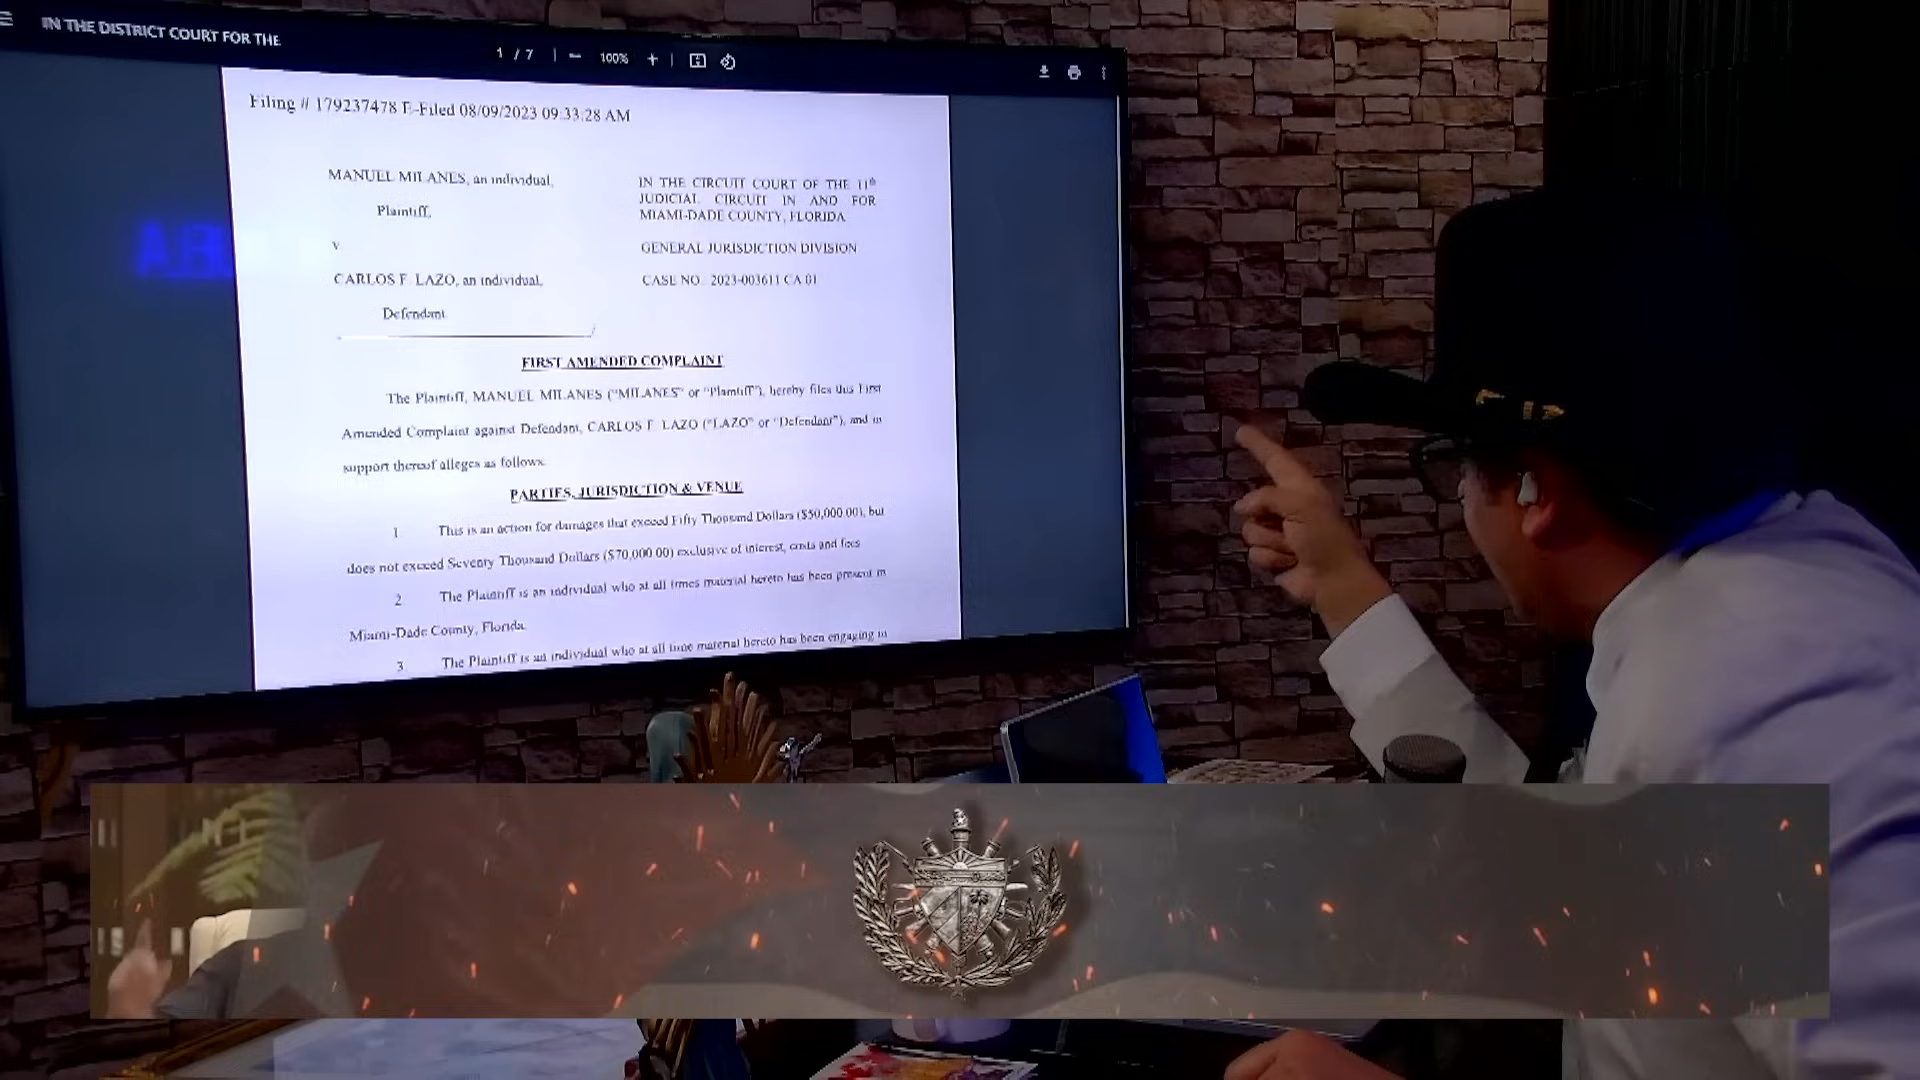 IN THE DISTRICT COURT FOR THE
1 / 7 | − 100% + |
Filing # 179237478 E-Filed 08/09/2023 09:33:28 AM
MANUEL MILANES, an individual,
Plaintiff,
v
CARLOS F. LAZO, an individual,
Defendant.
IN THE CIRCUIT COURT OF THE 11th
JUDICIAL CIRCUIT IN AND FOR
MIAMI-DADE COUNTY, FLORIDA
GENERAL JURISDICTION DIVISION
CASE NO. 2023-003611 CA 01
FIRST AMENDED COMPLAINT
The Plaintiff, MANUEL MILANES ("MILANES" or "Plaintiff"), hereby files this First
Amended Complaint against Defendant, CARLOS F. LAZO ("LAZO" or "Defendant"), and in
support thereof alleges as follows:
PARTIES, JURISDICTION & VENUE
1. This is an action for damages that exceed Fifty Thousand Dollars ($50,000.00), but
does not exceed Seventy Thousand Dollars ($70,000.00) exclusive of interest, costs and fees
2. The Plaintiff is an individual who at all times material hereto has been present in
Miami-Dade County, Florida.
3. The Plaintiff is an individual who at all time material hereto has been engaging in